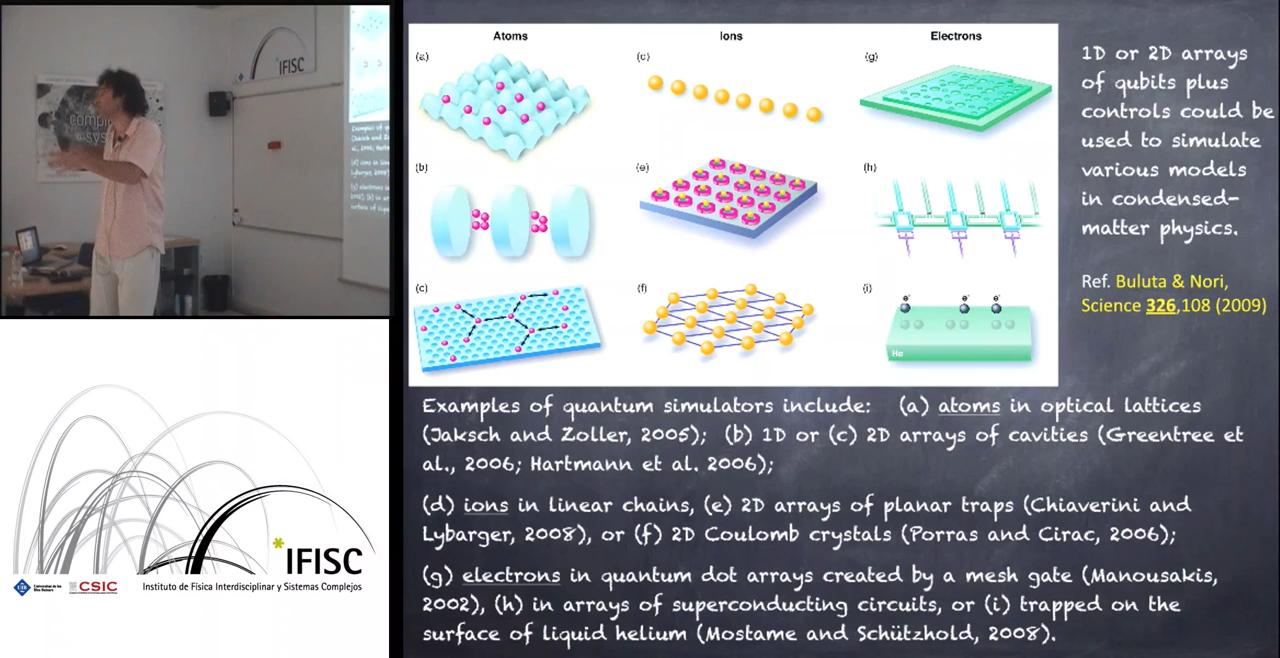 IFISC
comple
syst
Atoms
Ions
Electrons
(a)
(b)
(c)
(c)
(e)
(f)
(g)
(h)
(i)
e-
e-
e-
He
1D or 2D arrays
of qubits plus
controls could be
used to simulate
various models
in condensed-
matter physics.
Ref. Buluta & Nori,
Science 326,108 (2009)
Examples of quantum simulators include: (a) atoms in optical lattices
(Jaksch and Zoller, 2005); (b) 1D or (c) 2D arrays of cavities (Greentree et
al., 2006; Hartmann et al. 2006);
(d) ions in linear chains, (e) 2D arrays of planar traps (Chiaverini and
Lybarger, 2008), or (f) 2D Coulomb crystals (Porras and Cirac, 2006);
(g) electrons in quantum dot arrays created by a mesh gate (Manousakis,
2002), (h) in arrays of superconducting circuits, or (i) trapped on the
surface of liquid helium (Mostame and Schützhold, 2008).
*IFISC
CSIC
Instituto de Física Interdisciplinar y Sistemas Complejos